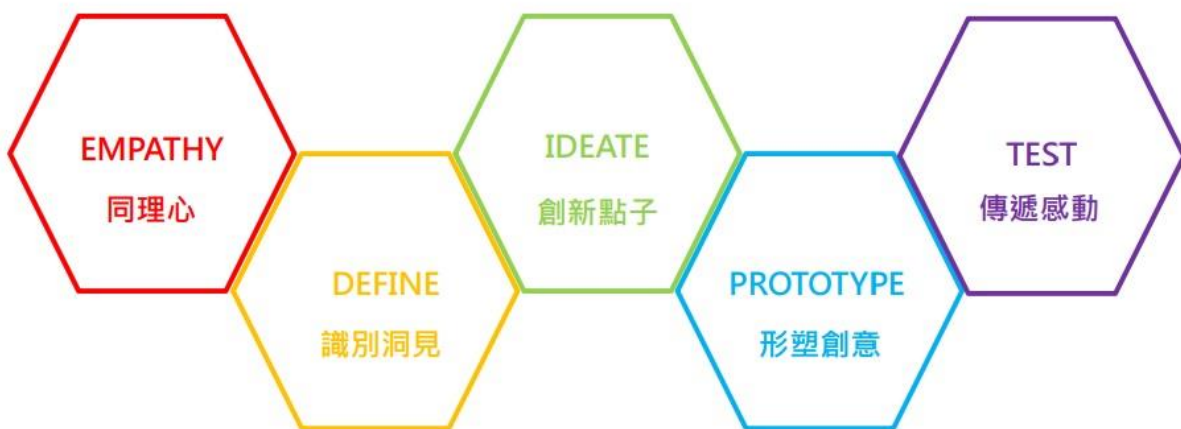 EMPATHY
同理心
DEFINE
識別洞見
IDEATE
創新點子
PROTOTYPE
形塑創意
TEST
傳遞感動